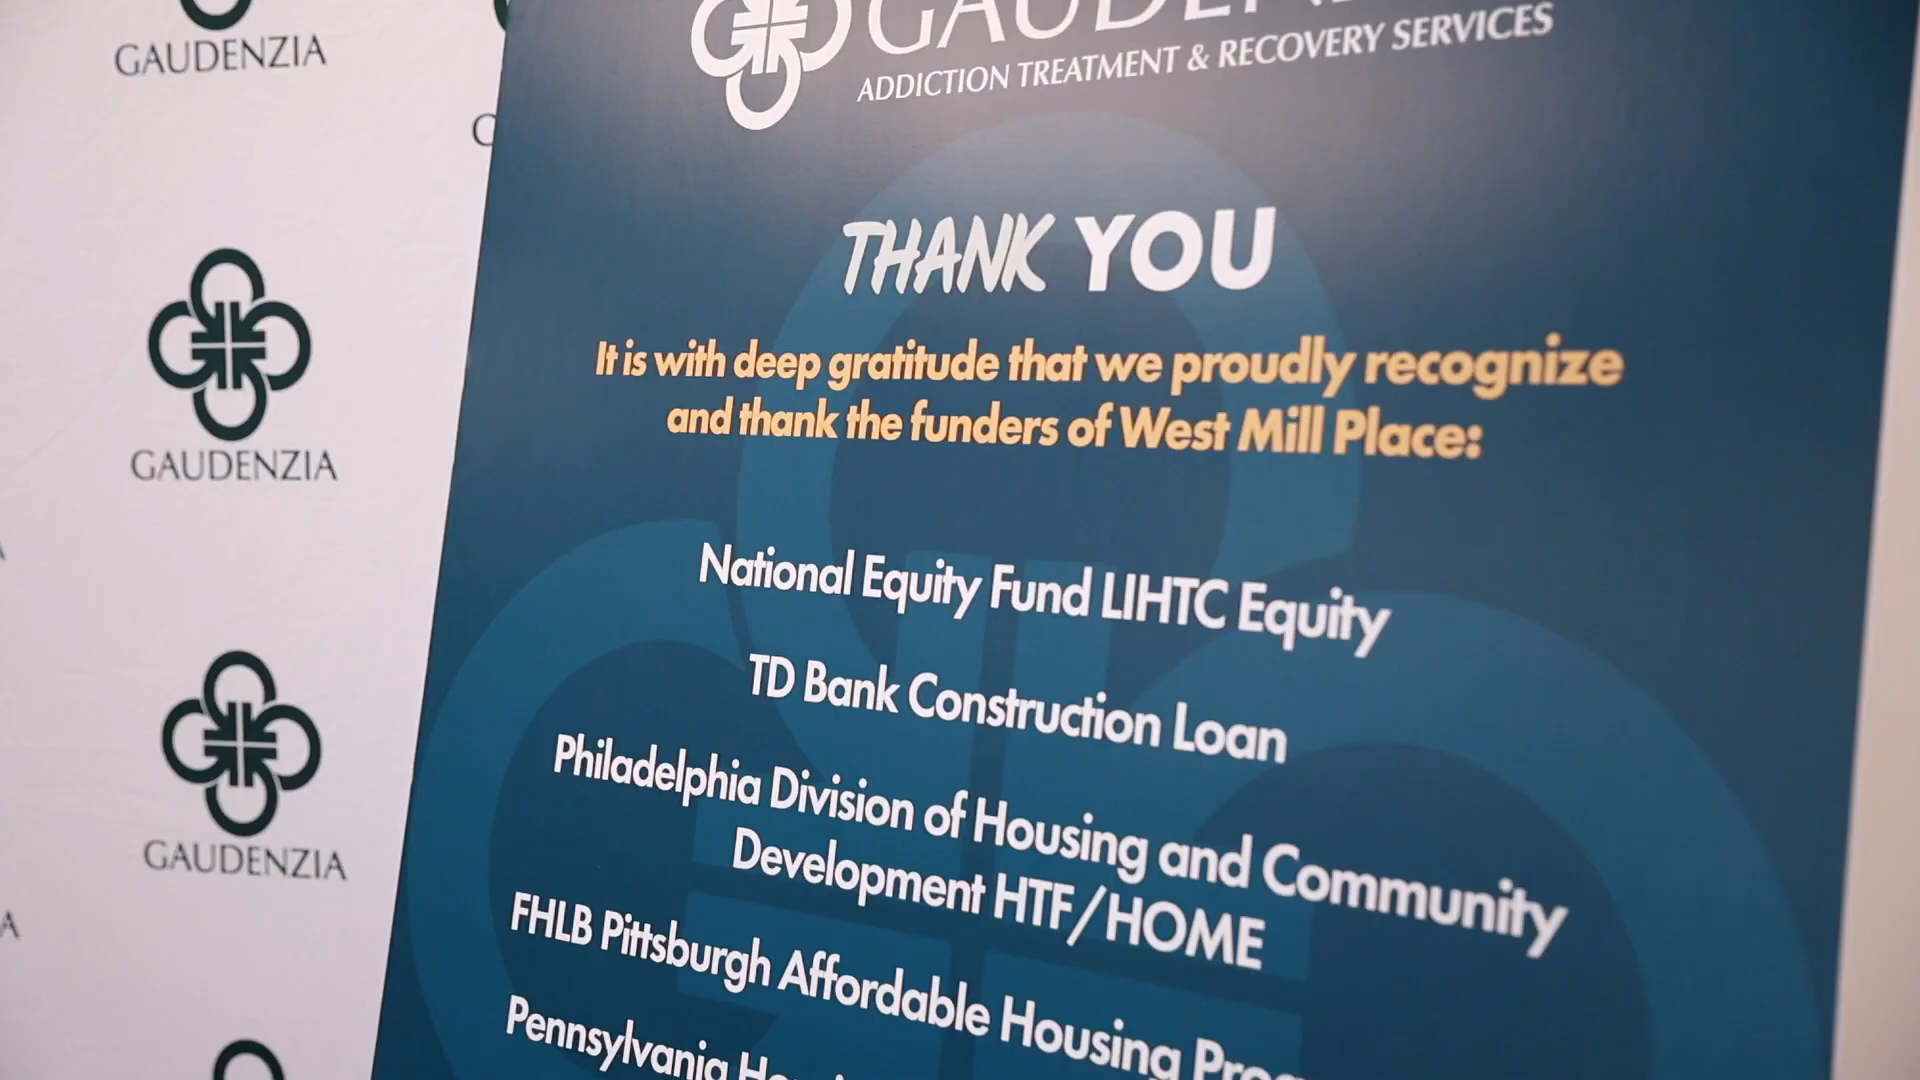 GAUDENZIA
GAUDENZIA
GAUDENZIA
ADDICTION TREATMENT & RECOVERY SERVICES
THANK YOU
It is with deep gratitude that we proudly recognize
and thank the funders of West Mill Place:
National Equity Fund LIHTC Equity
TD Bank Construction Loan
Philadelphia Division of Housing and Community
Development HTF/HOME
FHLB Pittsburgh Affordable Housing
Pennsylvania